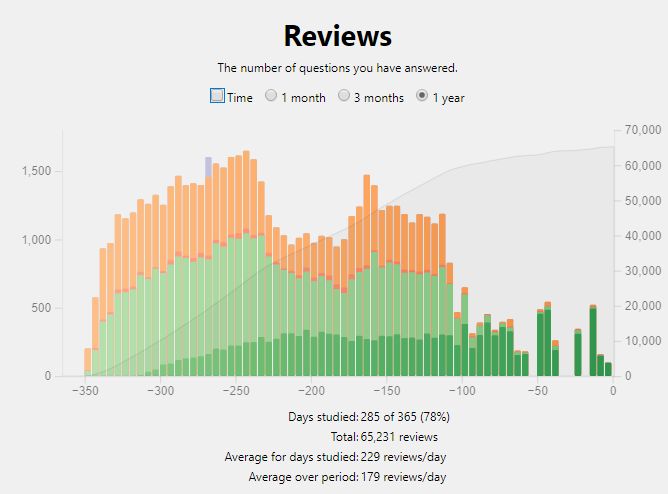 Reviews
The number of questions you have answered.
Time 1 month 3 months 1 year
70,000
60,000
1,500
50,000
1,000
40,000
30,000
500
20,000
10,000
0 0
−350 −300 −250 −200 −150 −100 −50 0
Days studied: 285 of 365 (78%)
Total: 65,231 reviews
Average for days studied: 229 reviews/day
Average over period: 179 reviews/day